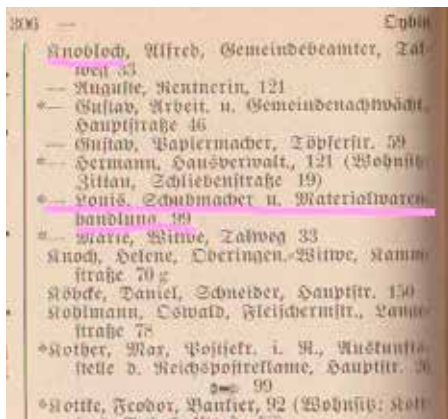 306 — Oybin
Knobloch, Alfred, Gemeindebeamter, Tal-
weg 33
— Auguste, Rentnerin, 121
*— Gustav, Arbeit. u. Gemeindenachtwächt.,
Hauptstraße 46
— Gustav, Papiermacher, Töpferstr. 59
*— Hermann, Hausverwalt., 121 (Wohnsitz:
Zittau, Schliebenstraße 19)
*— Louis, Schuhmacher u. Materialwaren-
handlung 99
*— Marie, Witwe, Talweg 33
Knoch, Helene, Oberingen.-Witwe, Kamm-
straße 70 g
Köbcke, Daniel, Schneider, Hauptstr. 150
Kohlmann, Oswald, Fleischermstr., Lange
straße 78
*Kother, Max, Postsekr. i. R., Auskunfts-
stelle d. Reichspostreklame, Hauptstr.
99
*Kottke, Feodor, Bankier, 92 (Wohnsitz: